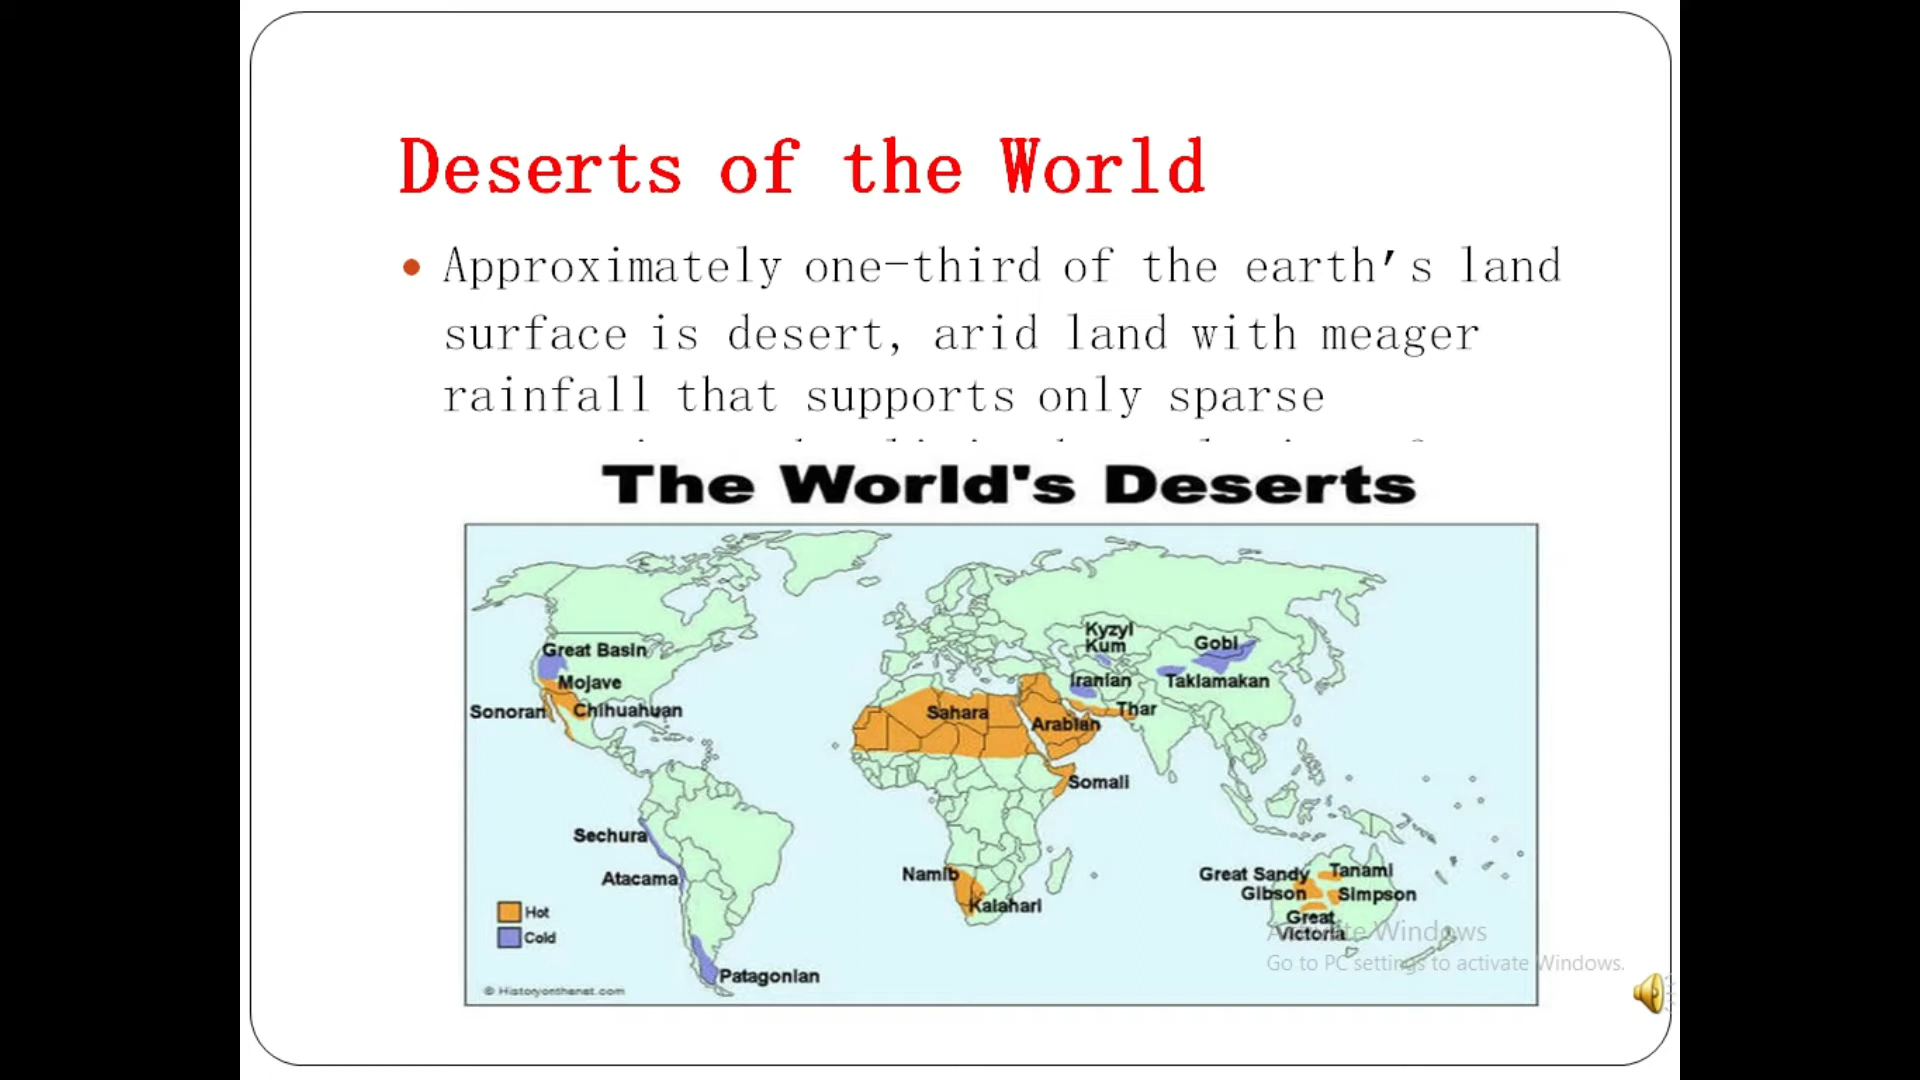 Deserts of the World
• Approximately one-third of the earth's land
surface is desert, arid land with meager
rainfall that supports only sparse
The World's Deserts
Kyzyl
Kum
Gobi
Great Basin
Iranian
Taklamakan
Mojave
Sonoran
Chihuahuan
Sahara
Arabian
Thar
Somali
Sechura
Atacama
Namib
Kalahari
Great Sandy
Tanami
Gibson
Simpson
Great
Victoria
Hot
Cold
Patagonian
© Historyonthenet.com
Activate Windows
Go to PC settings to activate Windows.